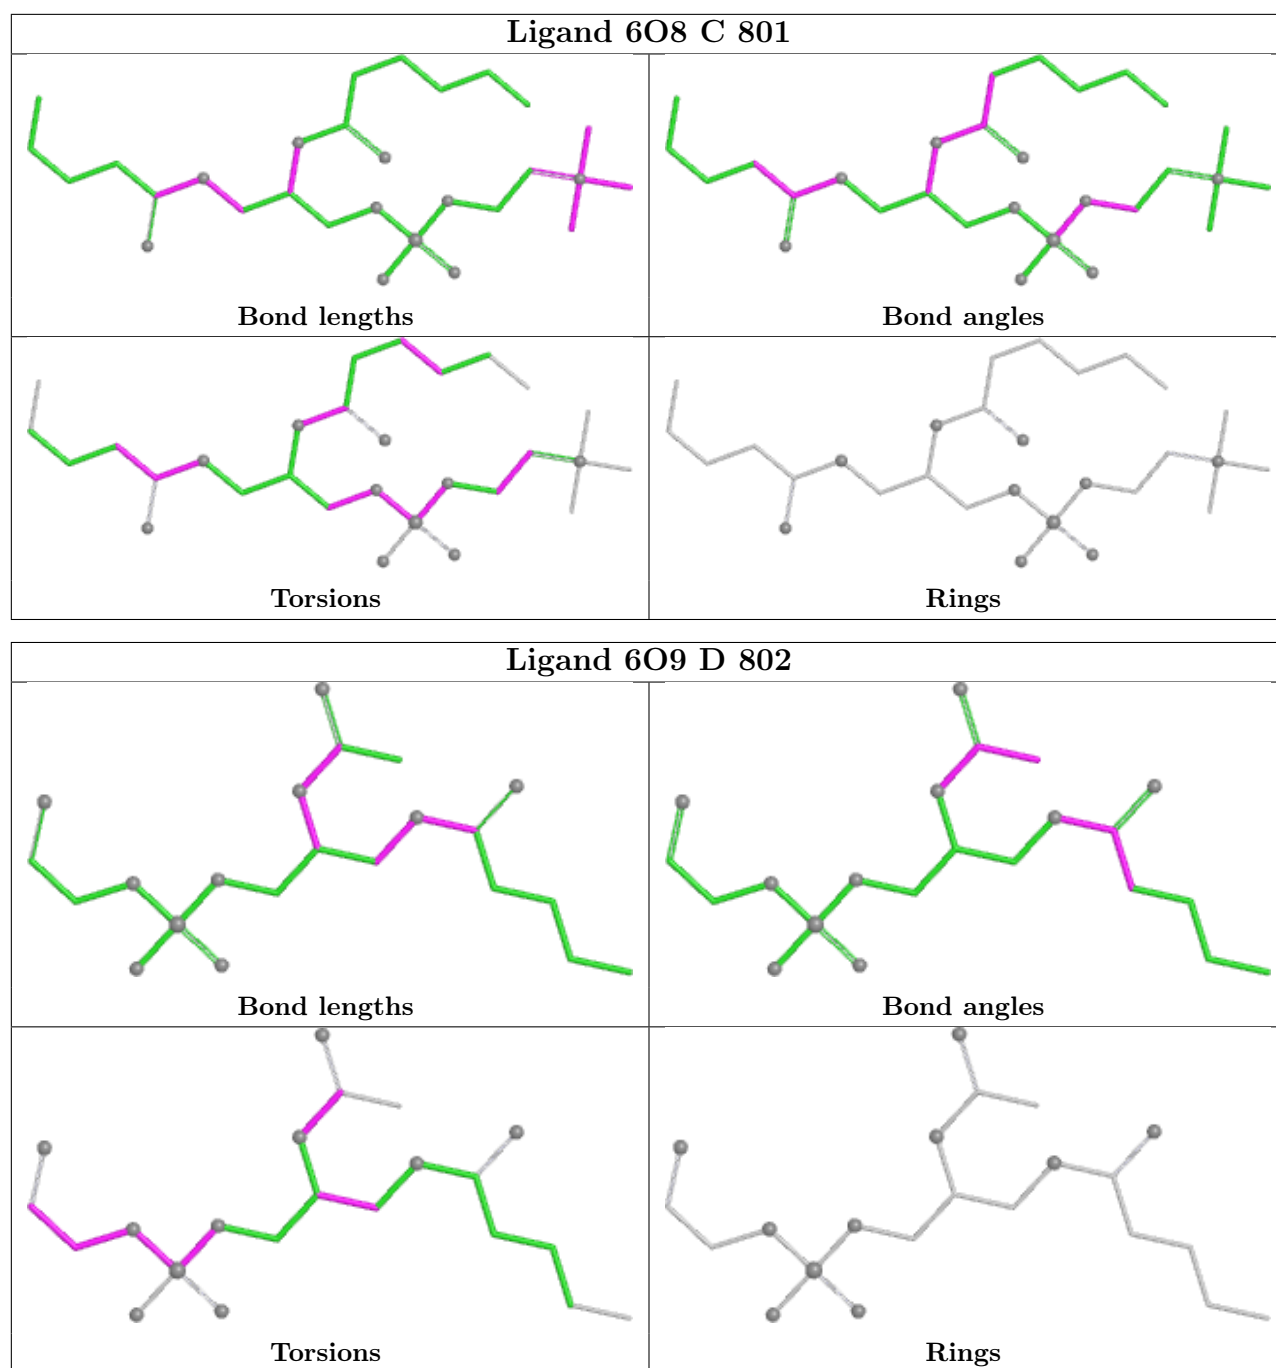 Ligand 6O8 C 801
Bond lengths
Bond angles
Torsions
Rings
Ligand 6O9 D 802
Bond lengths
Bond angles
Torsions
Rings